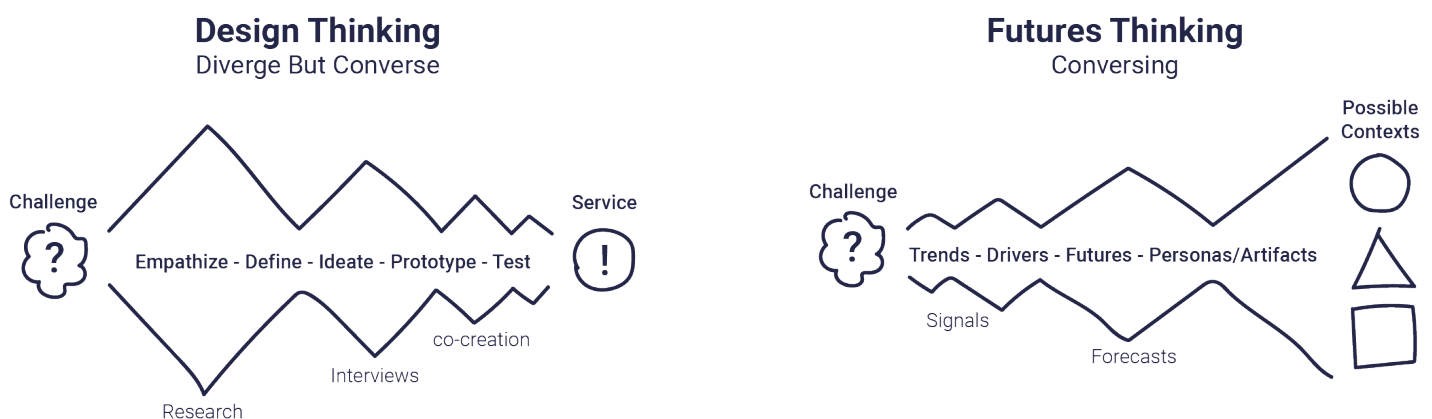 Design Thinking
Diverge But Converse
Challenge
?
Empathize - Define - Ideate - Prototype - Test
Service
!
co-creation
Interviews
Research
Futures Thinking
Conversing
Possible
Contexts
Challenge
?
Trends - Drivers - Futures - Personas/Artifacts
Signals
Forecasts